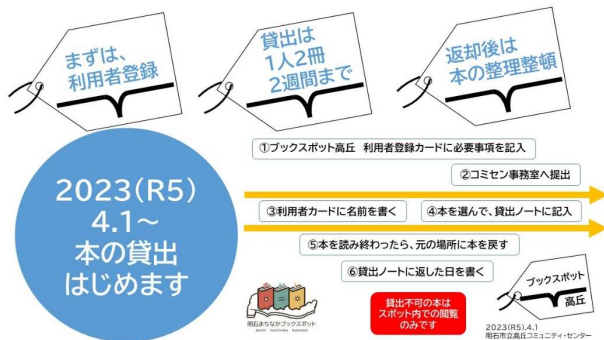 まずは、
利用者登録
貸出は
1人2冊
2週間まで
返却後は
本の整理整頓
2023(R5)
4.1~
本の貸出
はじめます
①ブックスポット高丘 利用者登録カードに必要事項を記入
②コミセン事務室へ提出
③利用者カードに名前を書く
④本を選んで、貸出ノートに記入
⑤本を読み終わったら、元の場所に本を戻す
⑥貸出ノートに返した日を書く
明石まちなかブックスポット
akashi machinaka bookspot
貸出不可の本は
スポット内での閲覧
のみです
ブックスポット
高丘
2023(R5).4.1
明石市立高丘コミュニティ・センター